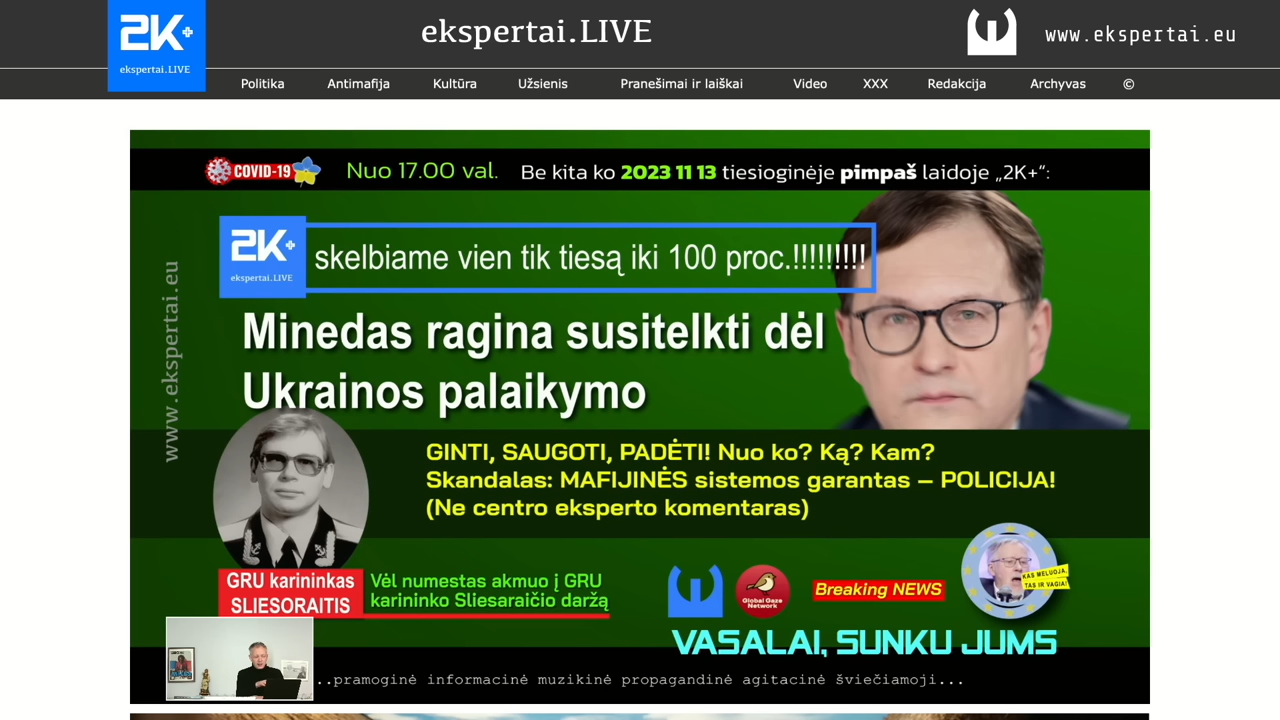 2K+
ekspertai.LIVE
ekspertai.LIVE
www.ekspertai.eu
Politika Antimafija Kultūra Užsienis Pranešimai ir laiškai Video XXX Redakcija Archyvas ©
COVID-19 Nuo 17.00 val. Be kita ko 2023 11 13 tiesioginėje pimpaš laidoje „2K+“:
2K+
ekspertai.LIVE
skelbiame vien tik tiesą iki 100 proc.!!!!!!!!!
www.ekspertai.eu
Minedas ragina susitelkti dėl
Ukrainos palaikymo
GINTI, SAUGOTI, PADĖTI! Nuo ko? Ką? Kam?
Skandalas: MAFIJINĖS sistemos garantas – POLICIJA!
(Ne centro eksperto komentaras)
GRU karininkas
SLIESORAITIS
Vėl numestas akmuo į GRU
karininko Sliesaraičio daržą
Global Gaza
Network
Breaking NEWS
KAS MELUOJA,
TAS IR VAGIA!
VASALAI, SUNKU JUMS
..pramoginė informacinė muzikinė propagandinė agitacinė šviečiamoji...